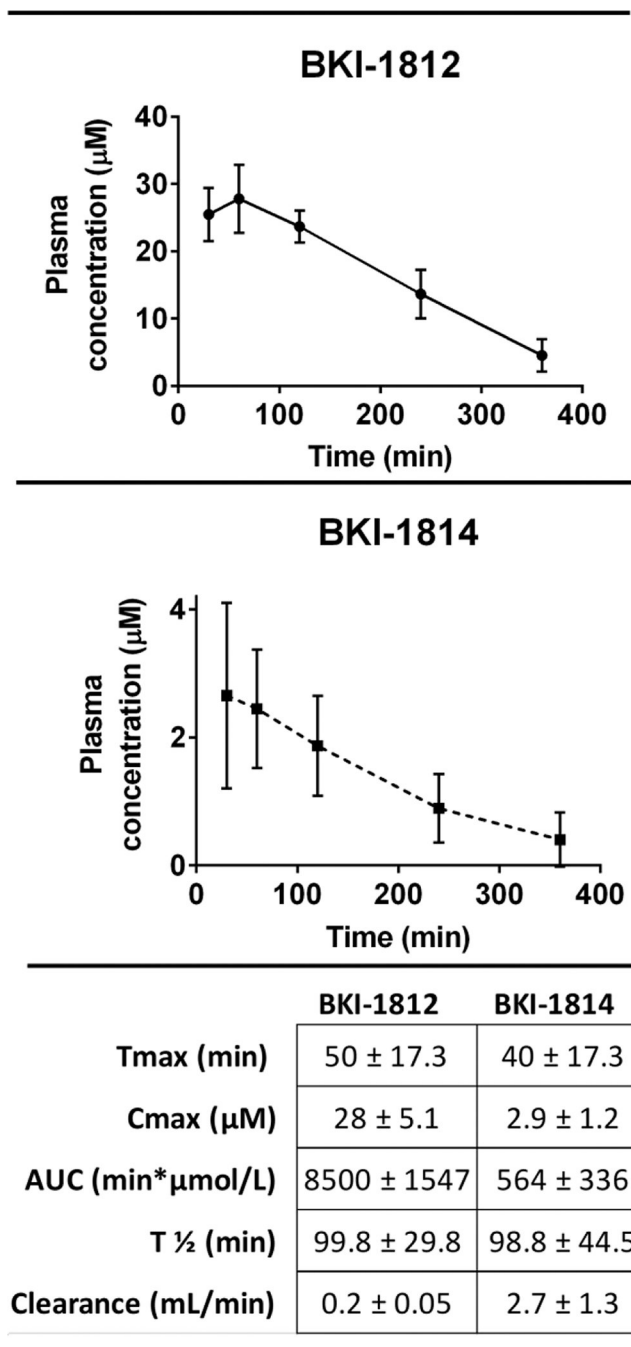 BKI-1812
40
30
20
10
0
Plasma
concentration (μM)
0 100 200 300 400
Time (min)
BKI-1814
4
2
0
Plasma
concentration (μM)
0 100 200 300 400
Time (min)
BKI-1812 BKI-1814
Tmax (min) 50 ± 17.3 40 ± 17.3
Cmax (μM) 28 ± 5.1 2.9 ± 1.2
AUC (min*μmol/L) 8500 ± 1547 564 ± 336
T ½ (min) 99.8 ± 29.8 98.8 ± 44.5
Clearance (mL/min) 0.2 ± 0.05 2.7 ± 1.3